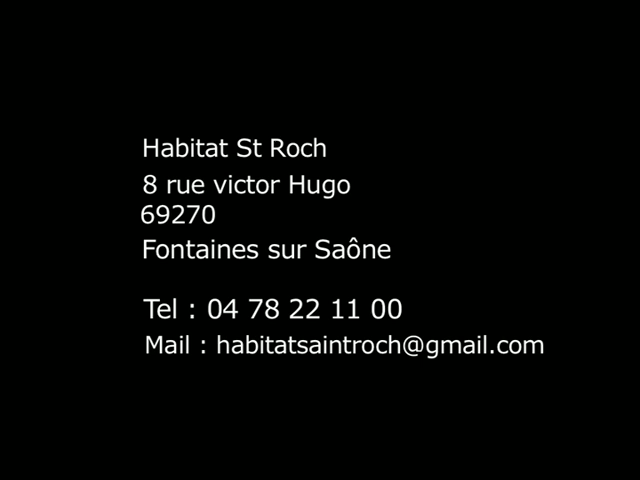 Habitat St Roch
8 rue victor Hugo
69270
Fontaines sur Saône
Tel : 04 78 22 11 00
Mail : habitatsaintroch@gmail.com